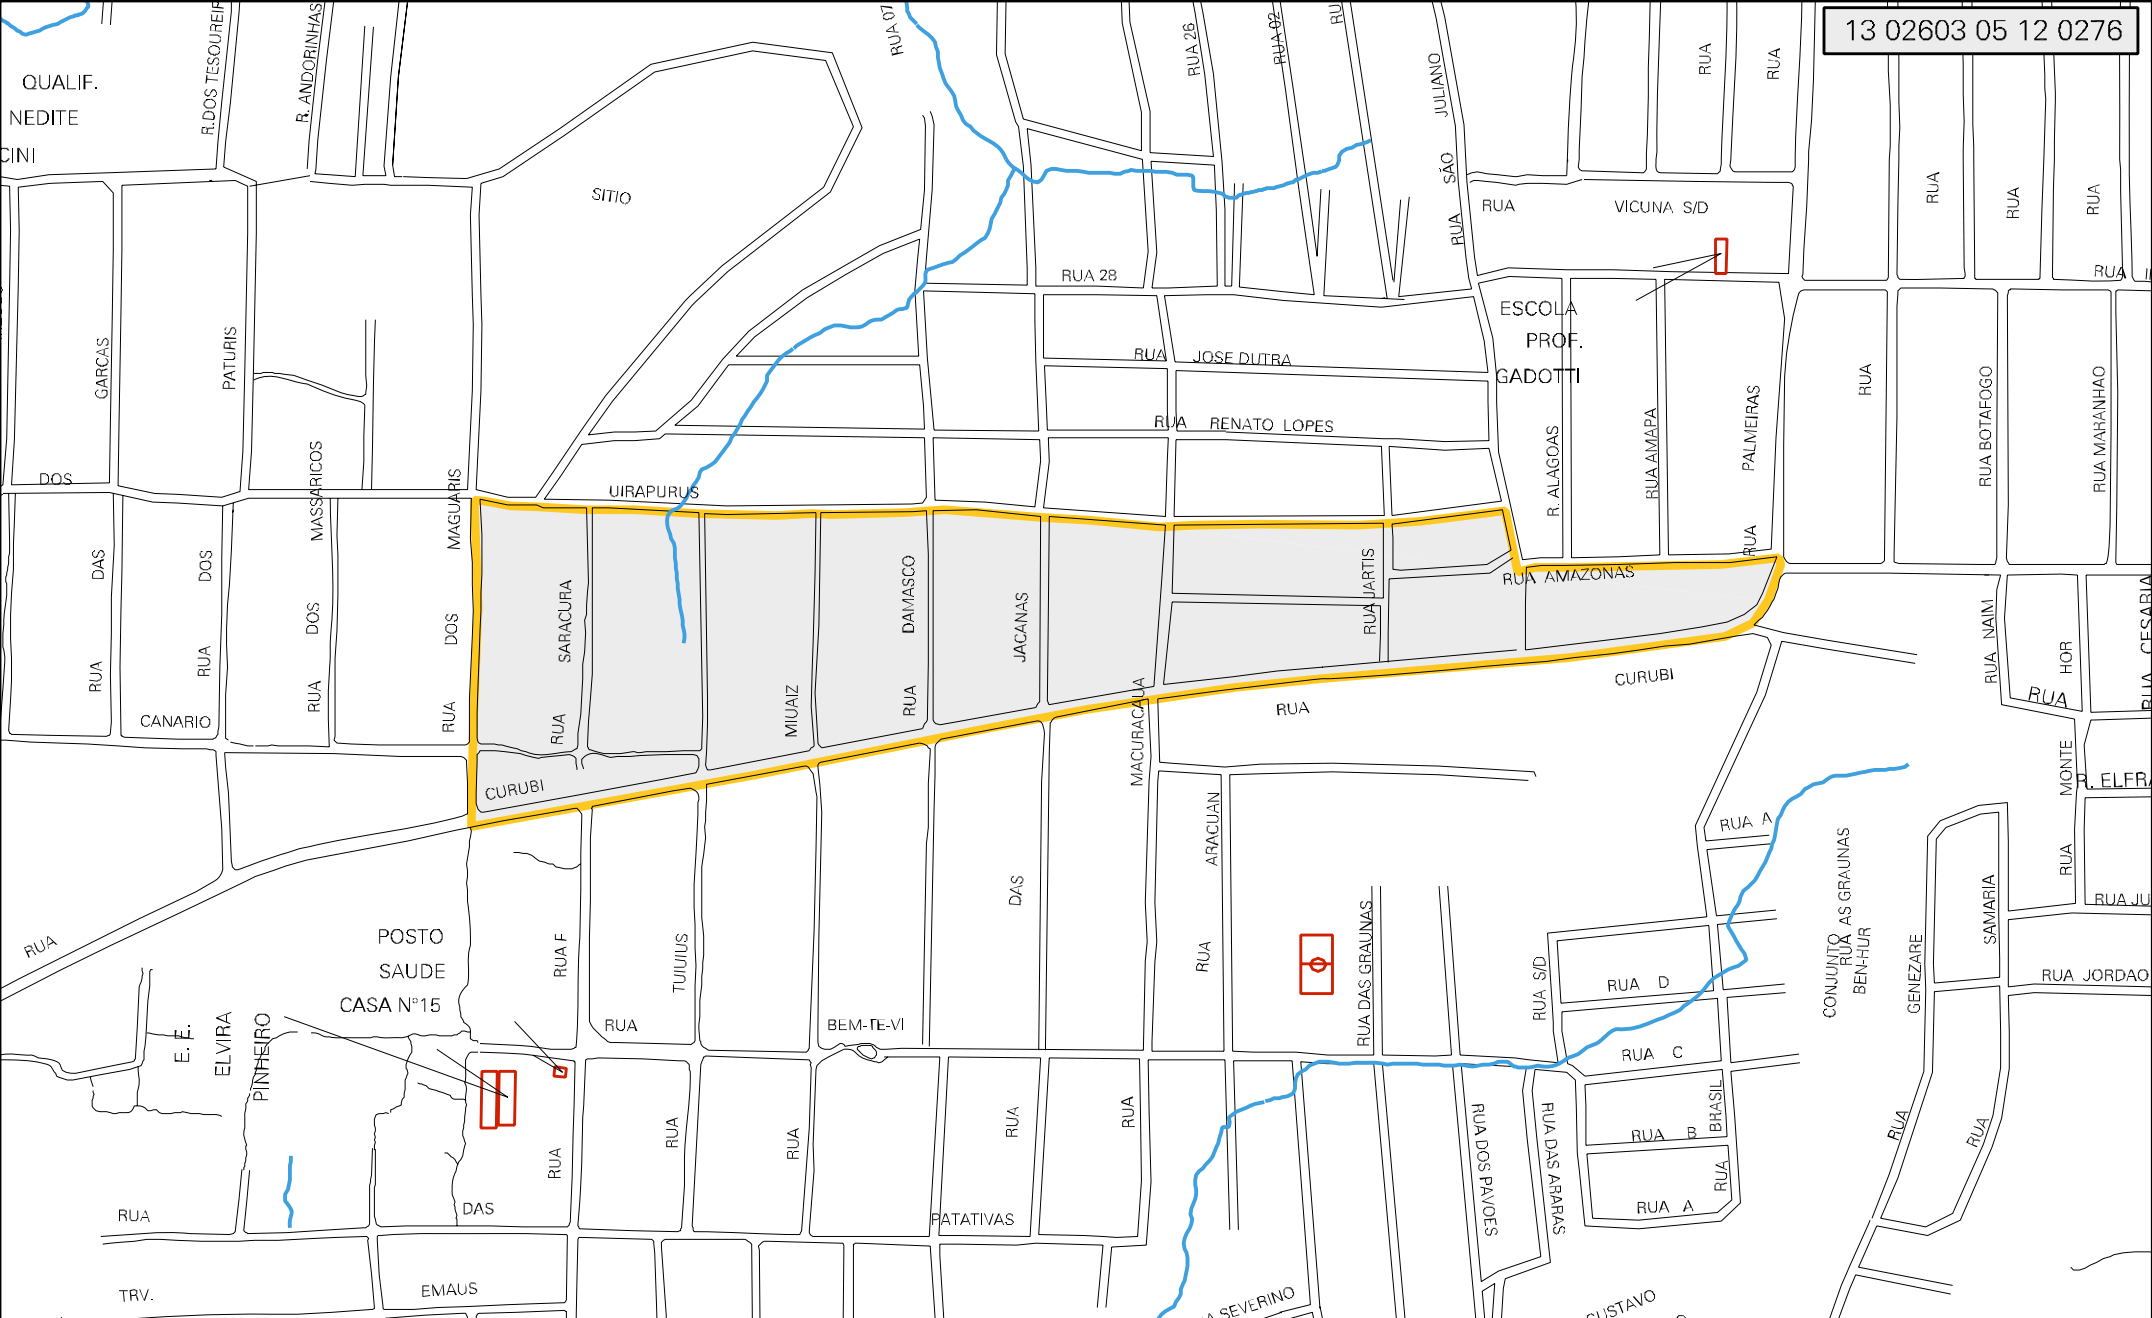 13 02603 05 12 0276
QUALIF.
NEDITE
CINI
R.DOS TESOUREIR
R. ANDORINHAS
RUA 07
RUA 26
RUA 02
RU
JULIANO
SÃO
RUA
RUA
RUA
SITIO
RUA
VICUNA S/D
RUA
RUA
RUA
RUA 28
RUA
ESCOLA
PROF.
GADOTTI
RUA JOSE DUTRA
RUA RENATO LOPES
GARCAS
PATURIS
MASSARICOS
MAGUARIS
DOS
UIRAPURUS
R. ALAGOAS
RUA AMAPA
PALMEIRAS
RUA
RUA
RUA BOTAFOGO
RUA MARANHAO
DAS
RUA
DOS
RUA
DOS
RUA
DOS
RUA
CANARIO
SARACURA
RUA
MIUAIZ
DAMASCO
RUA
JACANAS
RUA JARTIS
RUA AMAZONAS
CURUBI
RUA
CURUBI
MACURACAUA
RUA NAIM
HOR
MONTE
RUA
RUA CESARIA
RUA
R. ELFRA
RUA A
RUA JU
RUA
POSTO
SAUDE
CASA N°15
E. E.
ELVIRA
PINHEIRO
RUA F
TUIUIUS
RUA
BEM-TE-VI
DAS
ARACUAN
RUA
RUA DAS GRAUNAS
RUA S/D
RUA D
RUA C
RUA B
RUA A
BRASIL
RUA
CONJUNTO
RUA AS GRAUNAS
BEN-HUR
GENEZARE
RUA
SAMARIA
RUA
RUA JORDAO
RUA
RUA
RUA
RUA
RUA
RUA DOS PAVOES
RUA DAS ARARAS
RUA
DAS
PATATIVAS
TRV.
EMAUS
A SEVERINO
GUSTAVO